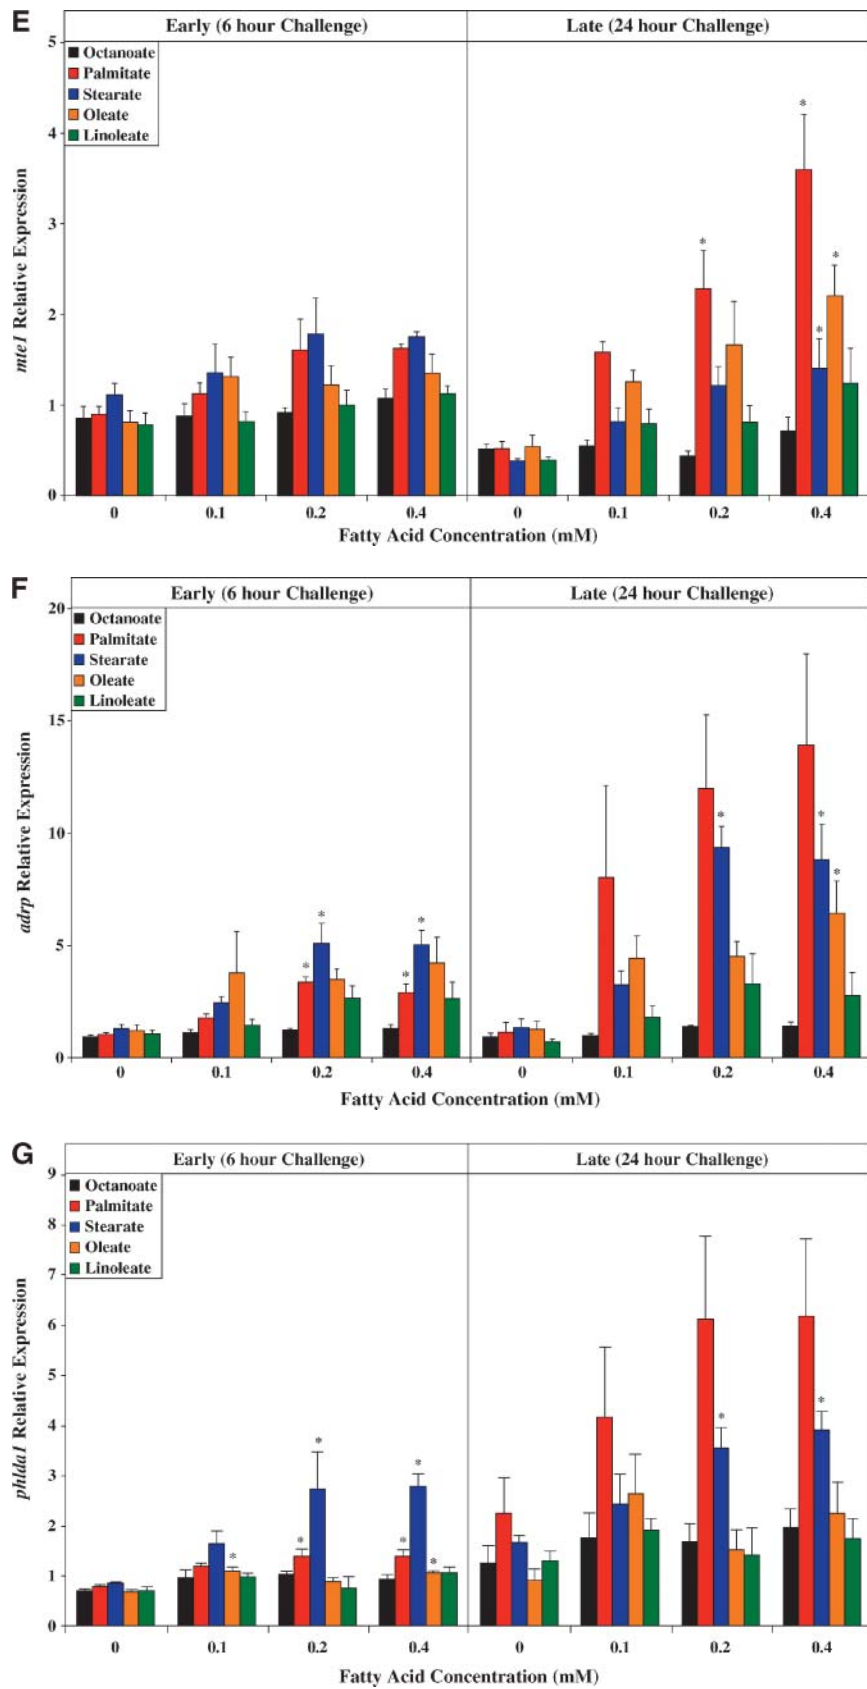 E
Early (6 hour Challenge) Late (24 hour Challenge)
5
Octanoate
Palmitate
Stearate
Oleate
Linoleate
4
3
2
1
0
mte1 Relative Expression
* * * *
0 0.1 0.2 0.4 0 0.1 0.2 0.4
Fatty Acid Concentration (mM)
F
Early (6 hour Challenge) Late (24 hour Challenge)
20
Octanoate
Palmitate
Stearate
Oleate
Linoleate
15
10
5
0
adrp Relative Expression
* * * * * * *
0 0.1 0.2 0.4 0 0.1 0.2 0.4
Fatty Acid Concentration (mM)
G
Early (6 hour Challenge) Late (24 hour Challenge)
9
Octanoate
Palmitate
Stearate
Oleate
Linoleate
8
7
6
5
4
3
2
1
0
phlda1 Relative Expression
* * * * * * * *
0 0.1 0.2 0.4 0 0.1 0.2 0.4
Fatty Acid Concentration (mM)